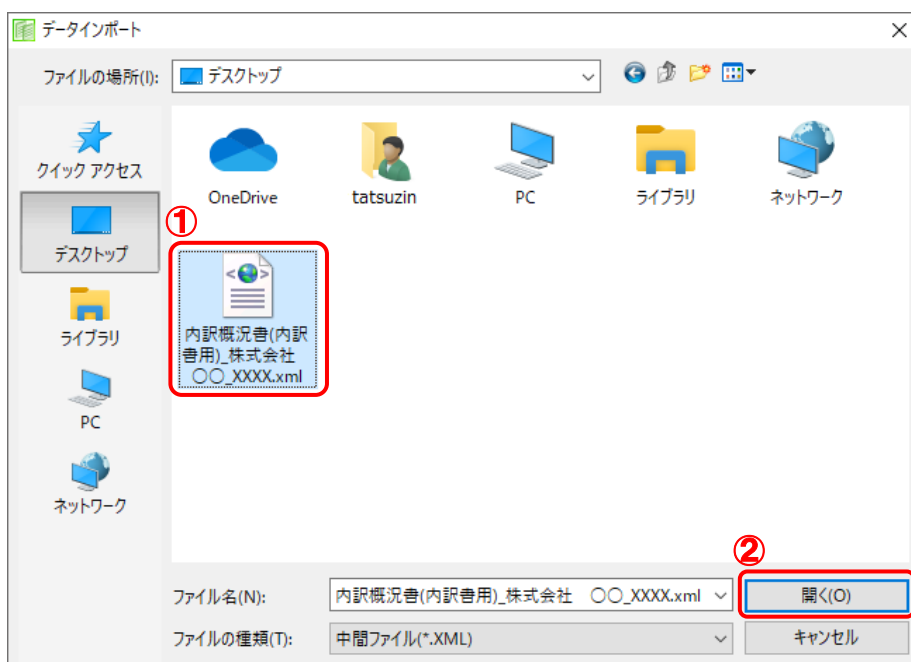 データインポート
ファイルの場所(I):
デスクトップ
クイック アクセス
デスクトップ
ライブラリ
PC
ネットワーク
OneDrive
tatsuzin
PC
ライブラリ
ネットワーク
①
内訳概況書(内訳
書用)_株式会社
○○_XXXX.xml
②
ファイル名(N):
内訳概況書(内訳書用)_株式会社　○○_XXXX.xml
開く(O)
ファイルの種類(T):
中間ファイル(*.XML)
キャンセル